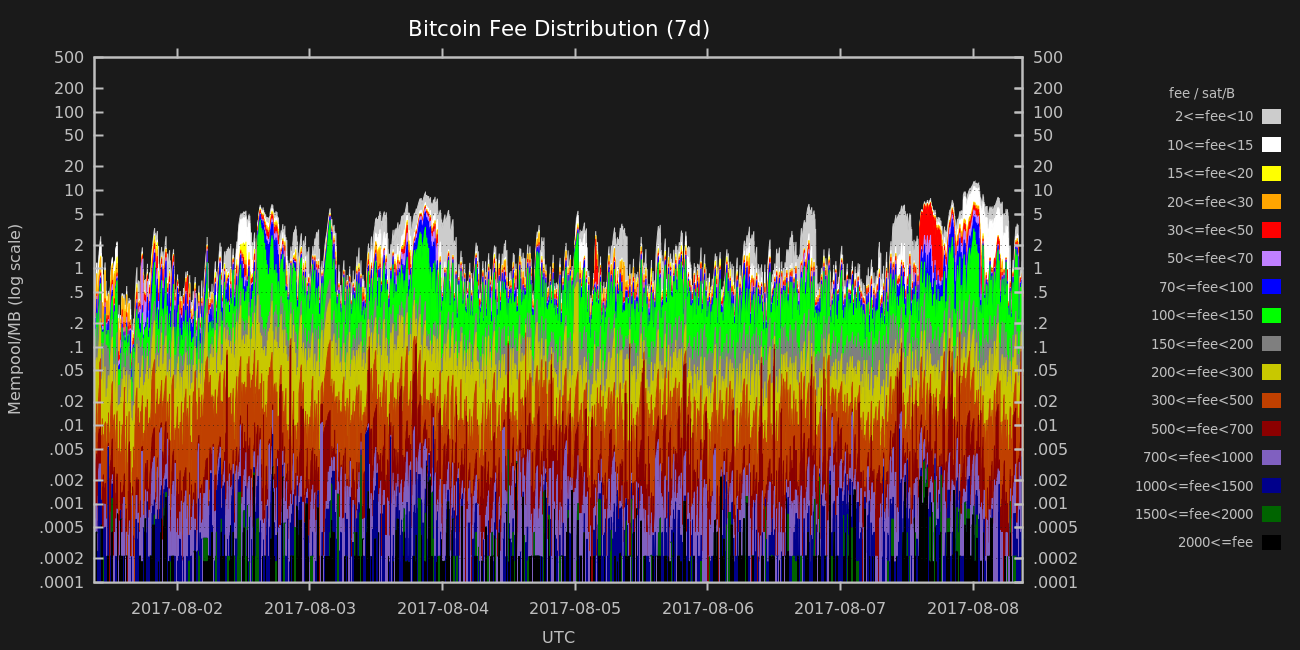 Bitcoin Fee Distribution (7d)
Mempool/MB (log scale)
500
200
100
50
20
10
5
2
1
.5
.2
.1
.05
.02
.01
.005
.002
.001
.0005
.0002
.0001
500
200
100
50
20
10
5
2
1
.5
.2
.1
.05
.02
.01
.005
.002
.001
.0005
.0002
.0001
2017-08-02 2017-08-03 2017-08-04 2017-08-05 2017-08-06 2017-08-07 2017-08-08
UTC
fee / sat/B
2<=fee<10
10<=fee<15
15<=fee<20
20<=fee<30
30<=fee<50
50<=fee<70
70<=fee<100
100<=fee<150
150<=fee<200
200<=fee<300
300<=fee<500
500<=fee<700
700<=fee<1000
1000<=fee<1500
1500<=fee<2000
2000<=fee